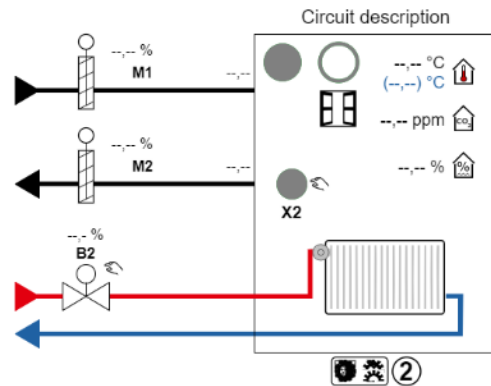 Circuit description
--,-- %
M1
--,--
--,-- °C
(--,--) °C
--,-- ppm
CO2
--,-- %
M2
--,--
--,-- %
%
X2
--,- %
B2
2